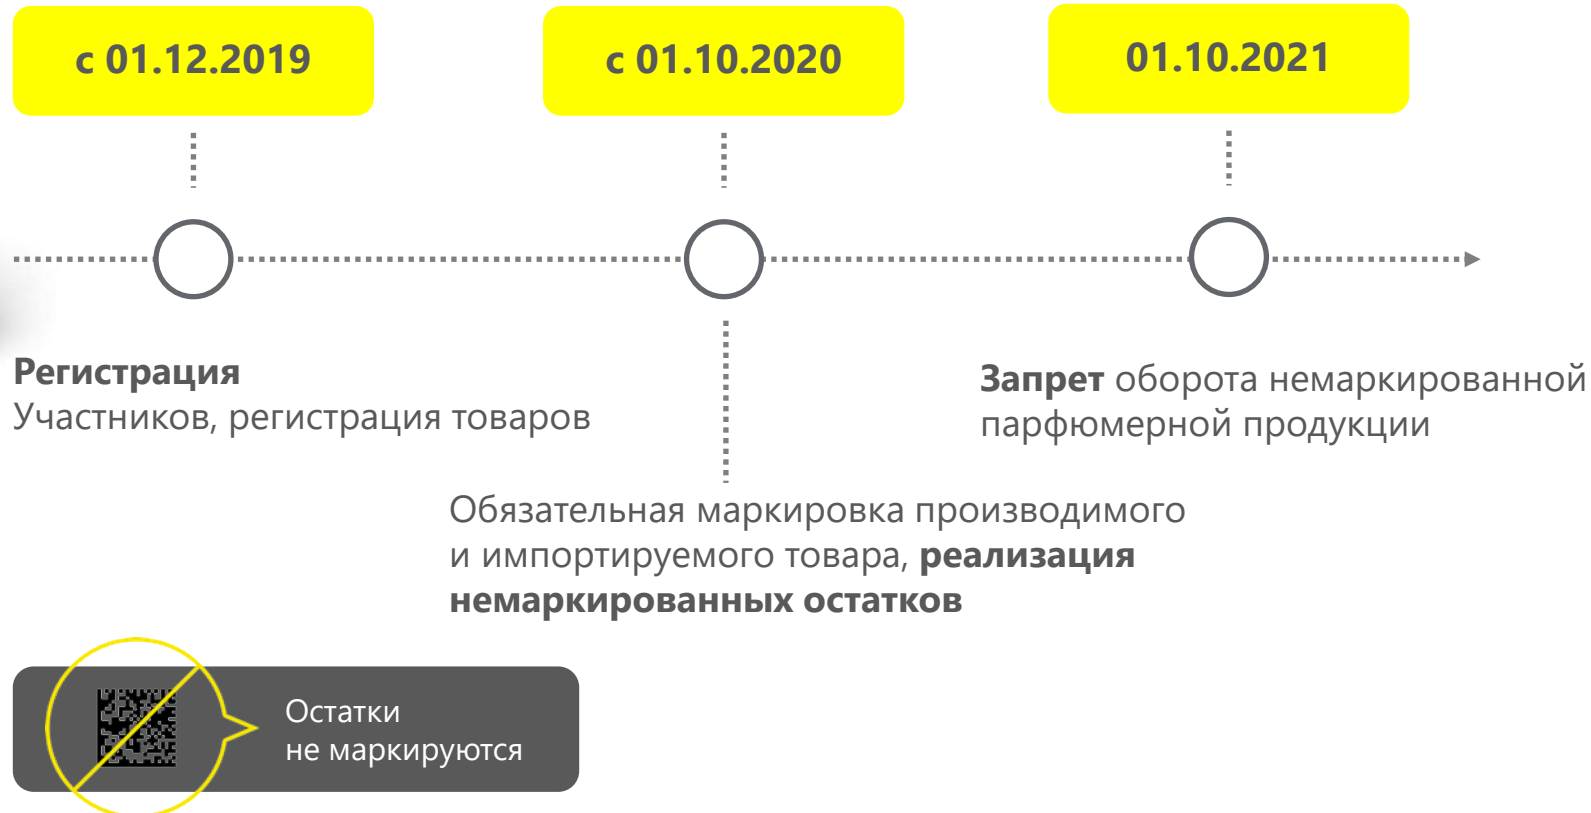 с 01.12.2019
с 01.10.2020
01.10.2021
Регистрация
Участников, регистрация товаров
Запрет оборота немаркированной
парфюмерной продукции
Обязательная маркировка производимого
и импортируемого товара, реализация
немаркированных остатков
Остатки
не маркируются